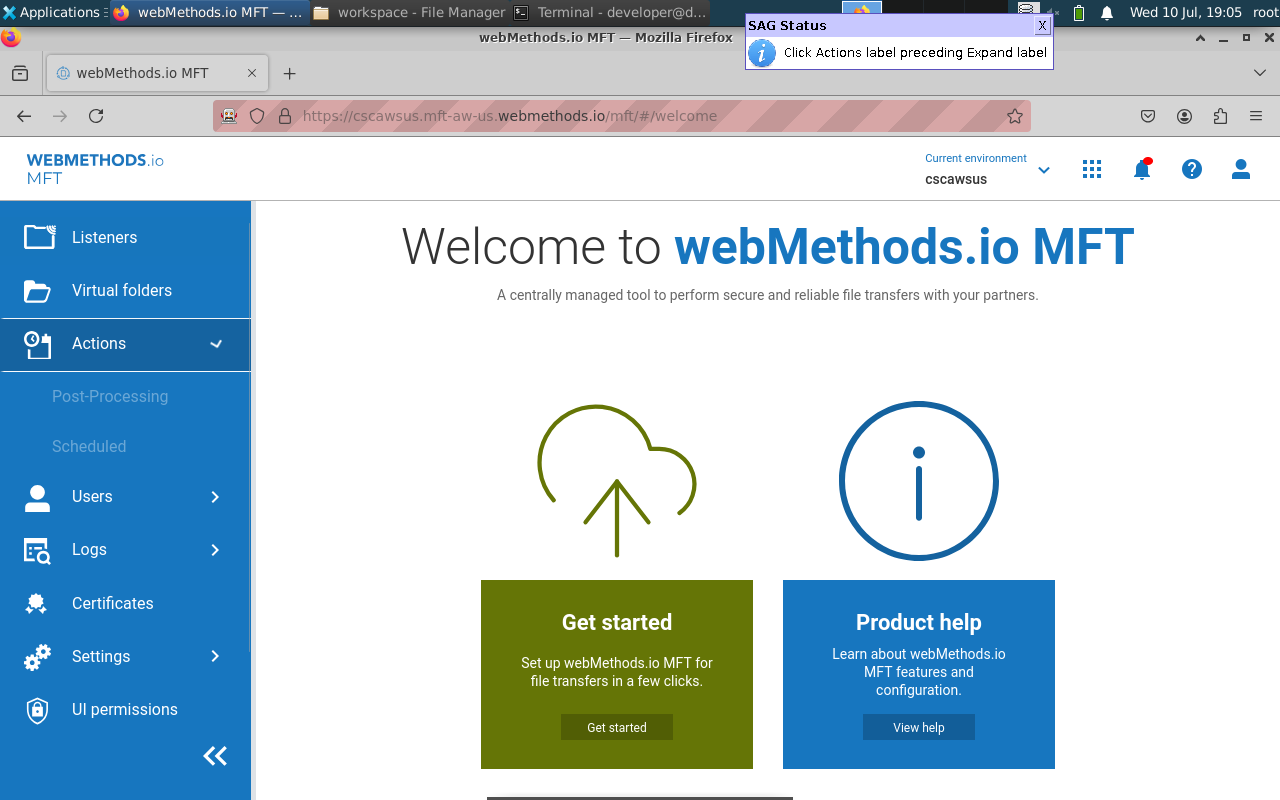 Applications
webMethods.io MFT — ...
workspace - File Manager
Terminal - developer@d...
Wed 10 Jul, 19:05
root
SAG Status
X
Click Actions label preceding Expand label
webMethods.io MFT — Mozilla Firefox
webMethods.io MFT
https://cscawsus.mft-aw-us.webmethods.io/mft/#/welcome
WEBMETHODS.io
MFT
Current environment
cscawsus
Listeners
Virtual folders
Actions
Post-Processing
Scheduled
Users
Logs
Certificates
Settings
UI permissions
Welcome to webMethods.io MFT
A centrally managed tool to perform secure and reliable file transfers with your partners.
Get started
Set up webMethods.io MFT for
file transfers in a few clicks.
Get started
Product help
Learn about webMethods.io
MFT features and
configuration.
View help